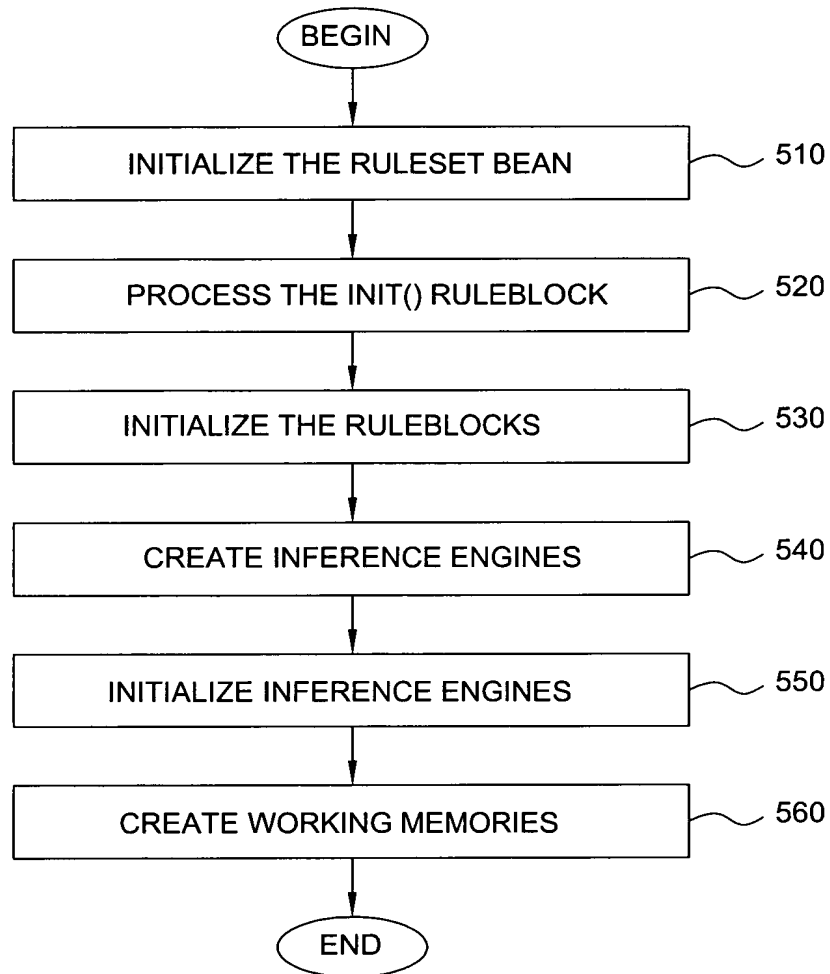 BEGIN
INITIALIZE THE RULESET BEAN
510
PROCESS THE INIT() RULEBLOCK
520
INITIALIZE THE RULEBLOCKS
530
CREATE INFERENCE ENGINES
540
INITIALIZE INFERENCE ENGINES
550
CREATE WORKING MEMORIES
560
END